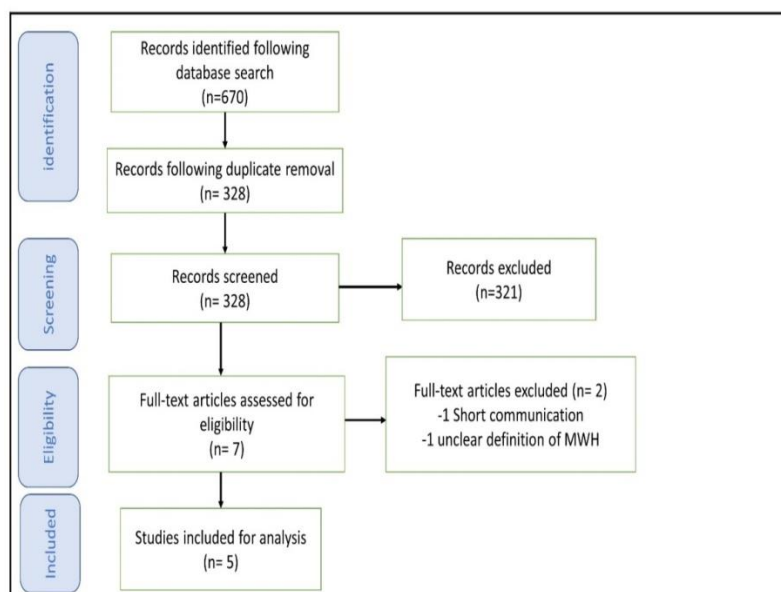 identification
Records identified following
database search
(n=670)
Records following duplicate removal
(n= 328)
Screening
Records screened
(n= 328)
Records excluded
(n=321)
Eligibility
Full-text articles assessed for
eligibility
(n= 7)
Full-text articles excluded (n= 2)
-1 Short communication
-1 unclear definition of MWH
Included
Studies included for analysis
(n= 5)